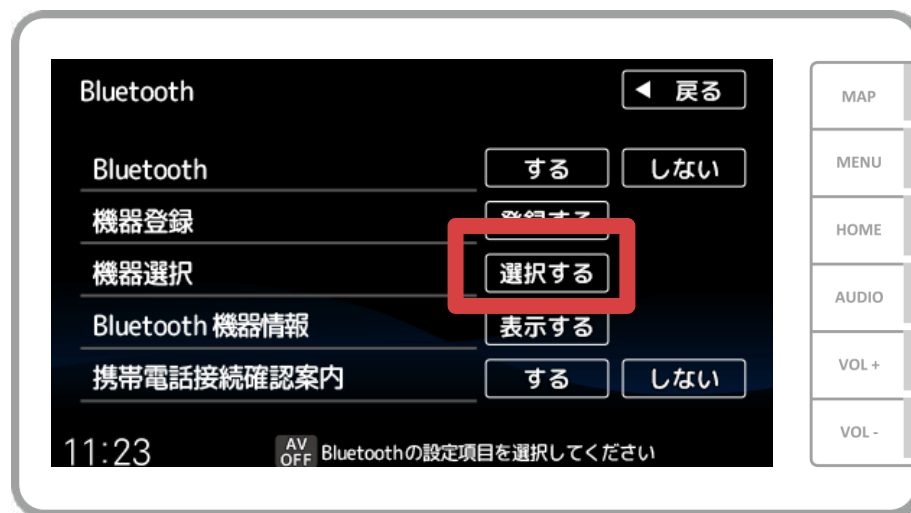 Bluetooth ◀ 戻る
Bluetooth する しない
機器登録 登録する
機器選択 選択する
Bluetooth 機器情報 表示する
携帯電話接続確認案内 する しない
11:23 AV OFF Bluetoothの設定項目を選択してください
MAP
MENU
HOME
AUDIO
VOL +
VOL -